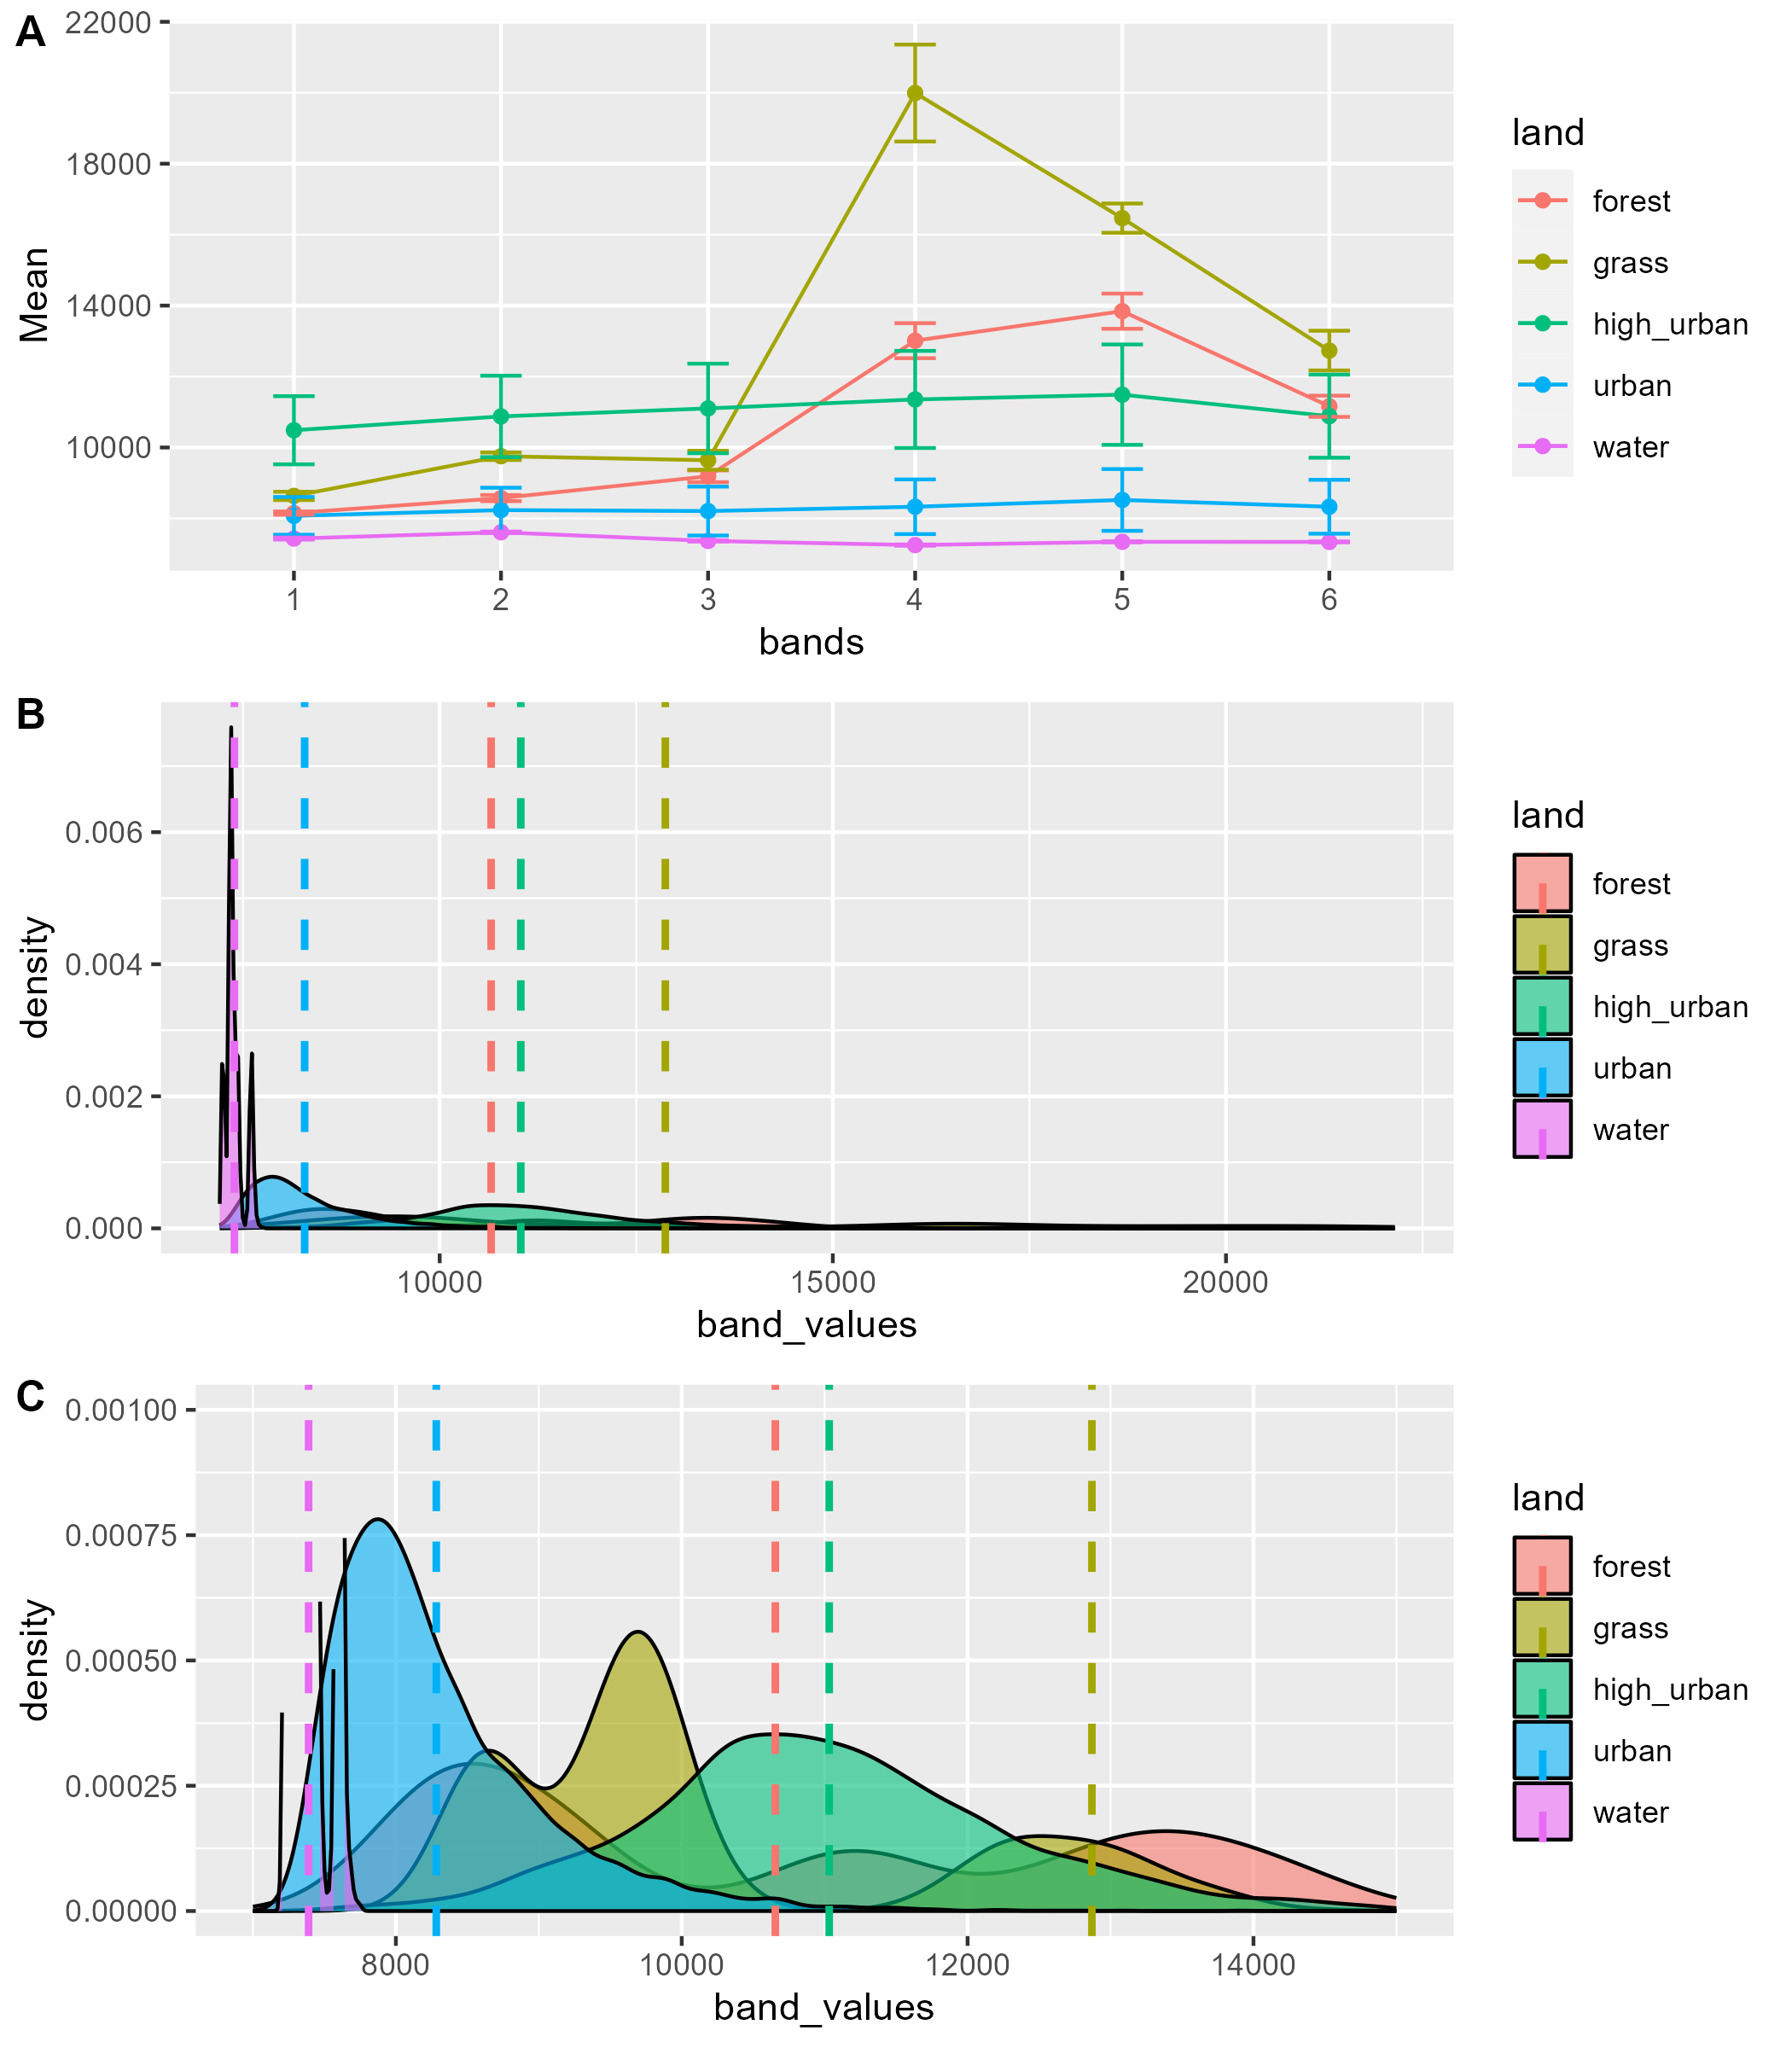 A
22000
18000
14000
10000
Mean
1 2 3 4 5 6
bands
land
forest
grass
high_urban
urban
water
B
0.006
0.004
0.002
0.000
density
10000 15000 20000
band_values
land
forest
grass
high_urban
urban
water
C
0.00100
0.00075
0.00050
0.00025
0.00000
density
8000 10000 12000 14000
band_values
land
forest
grass
high_urban
urban
water